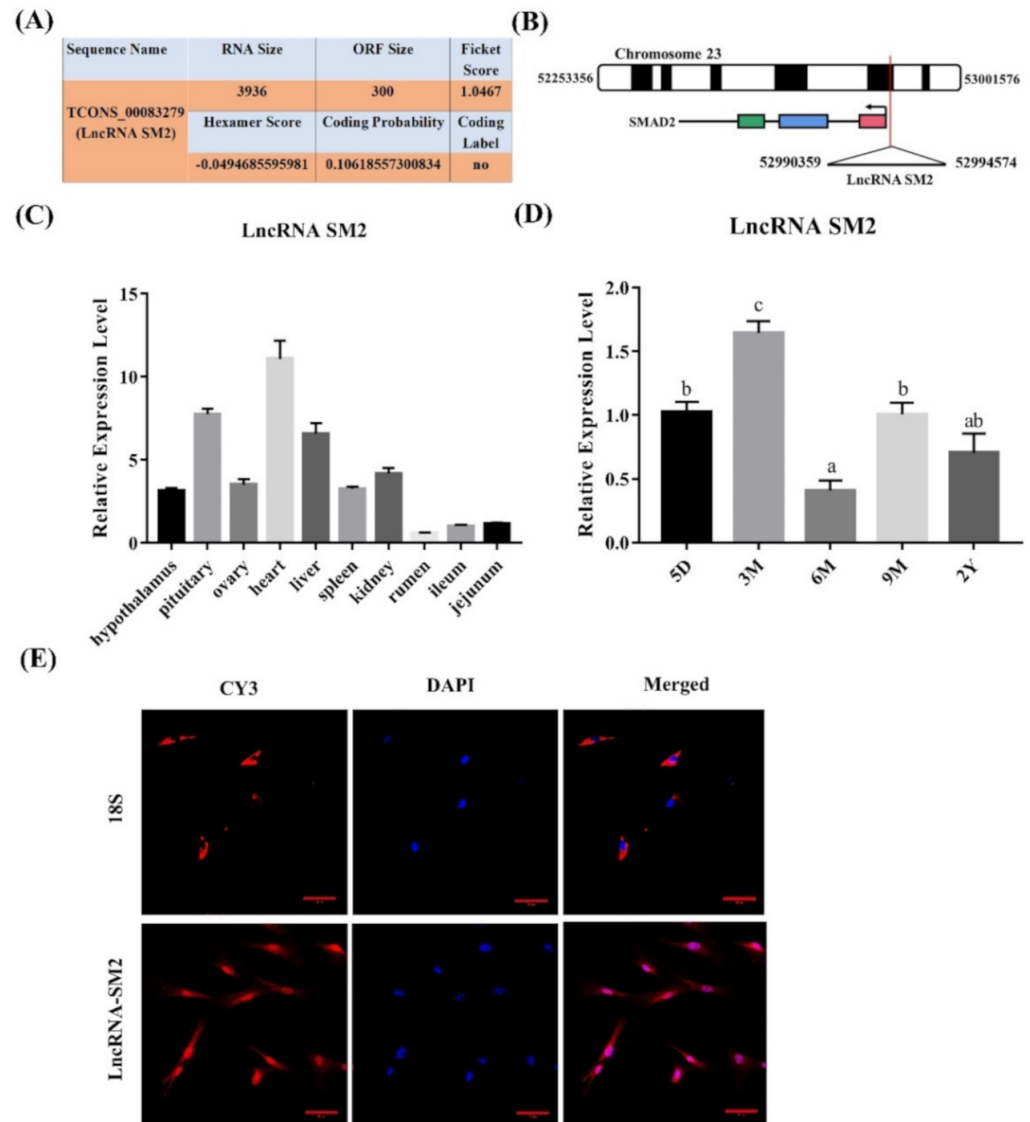 (A)
Sequence Name RNA Size ORF Size Ficket
Score
3936 300 1.0467
TCONS_00083279
(LncRNA SM2)
Hexamer Score Coding Probability Coding
Label
-0.0494685595981 0.10618557300834 no
(B)
Chromosome 23
52253356 53001576
SMAD2
52990359 52994574
LncRNA SM2
(C)
LncRNA SM2
Relative Expression Level
15
10
5
0
hypothalamus
pituitary
ovary
heart
liver
spleen
kidney
rumen
ileum
jejunum
(D)
LncRNA SM2
Relative Expression Level
2.0
1.5
1.0
0.5
0.0
b
c
a
b
ab
5D
3M
6M
9M
2Y
(E)
CY3 DAPI Merged
18S
LncRNA-SM2